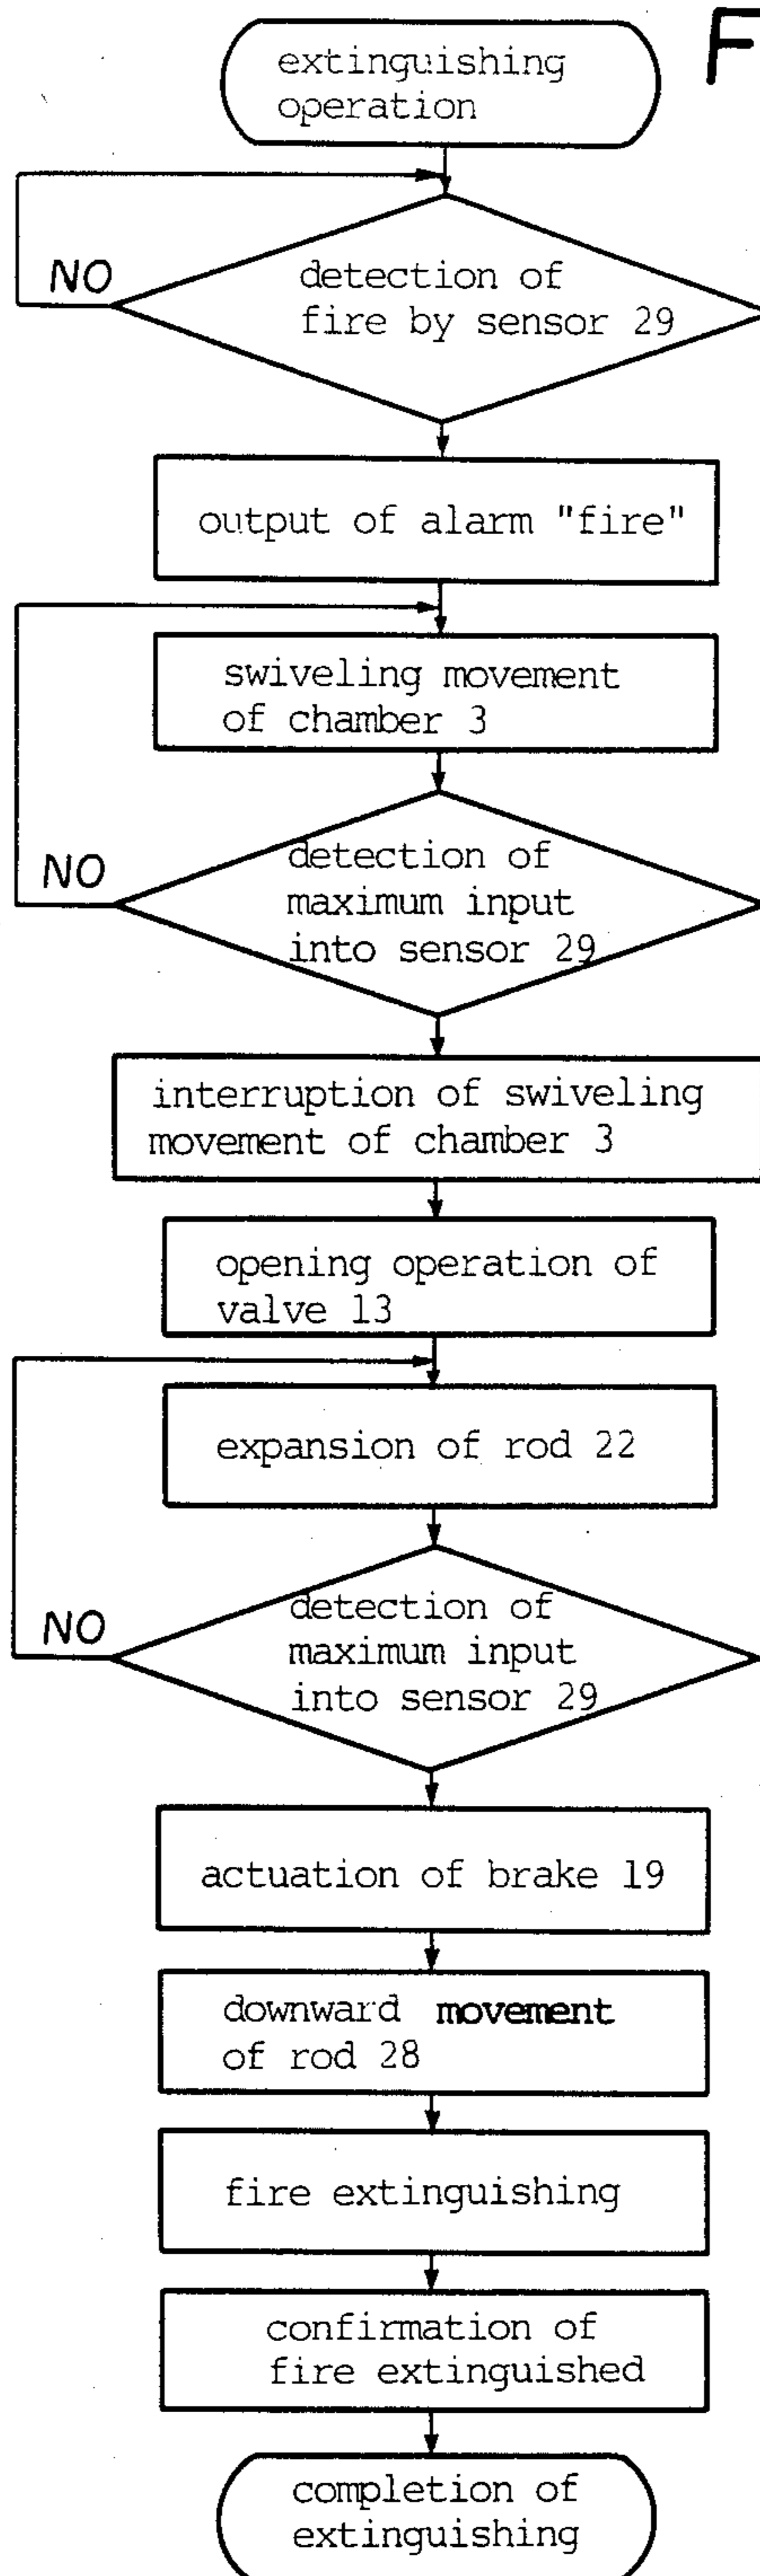 F
extinguishing
operation
NO
detection of
fire by sensor 29
output of alarm "fire"
swiveling movement
of chamber 3
NO
detection of
maximum input
into sensor 29
interruption of swiveling
movement of chamber 3
opening operation of
valve 13
expansion of rod 22
NO
detection of
maximum input
into sensor 29
actuation of brake 19
downward movement
of rod 28
fire extinguishing
confirmation of
fire extinguished
completion of
extinguishing